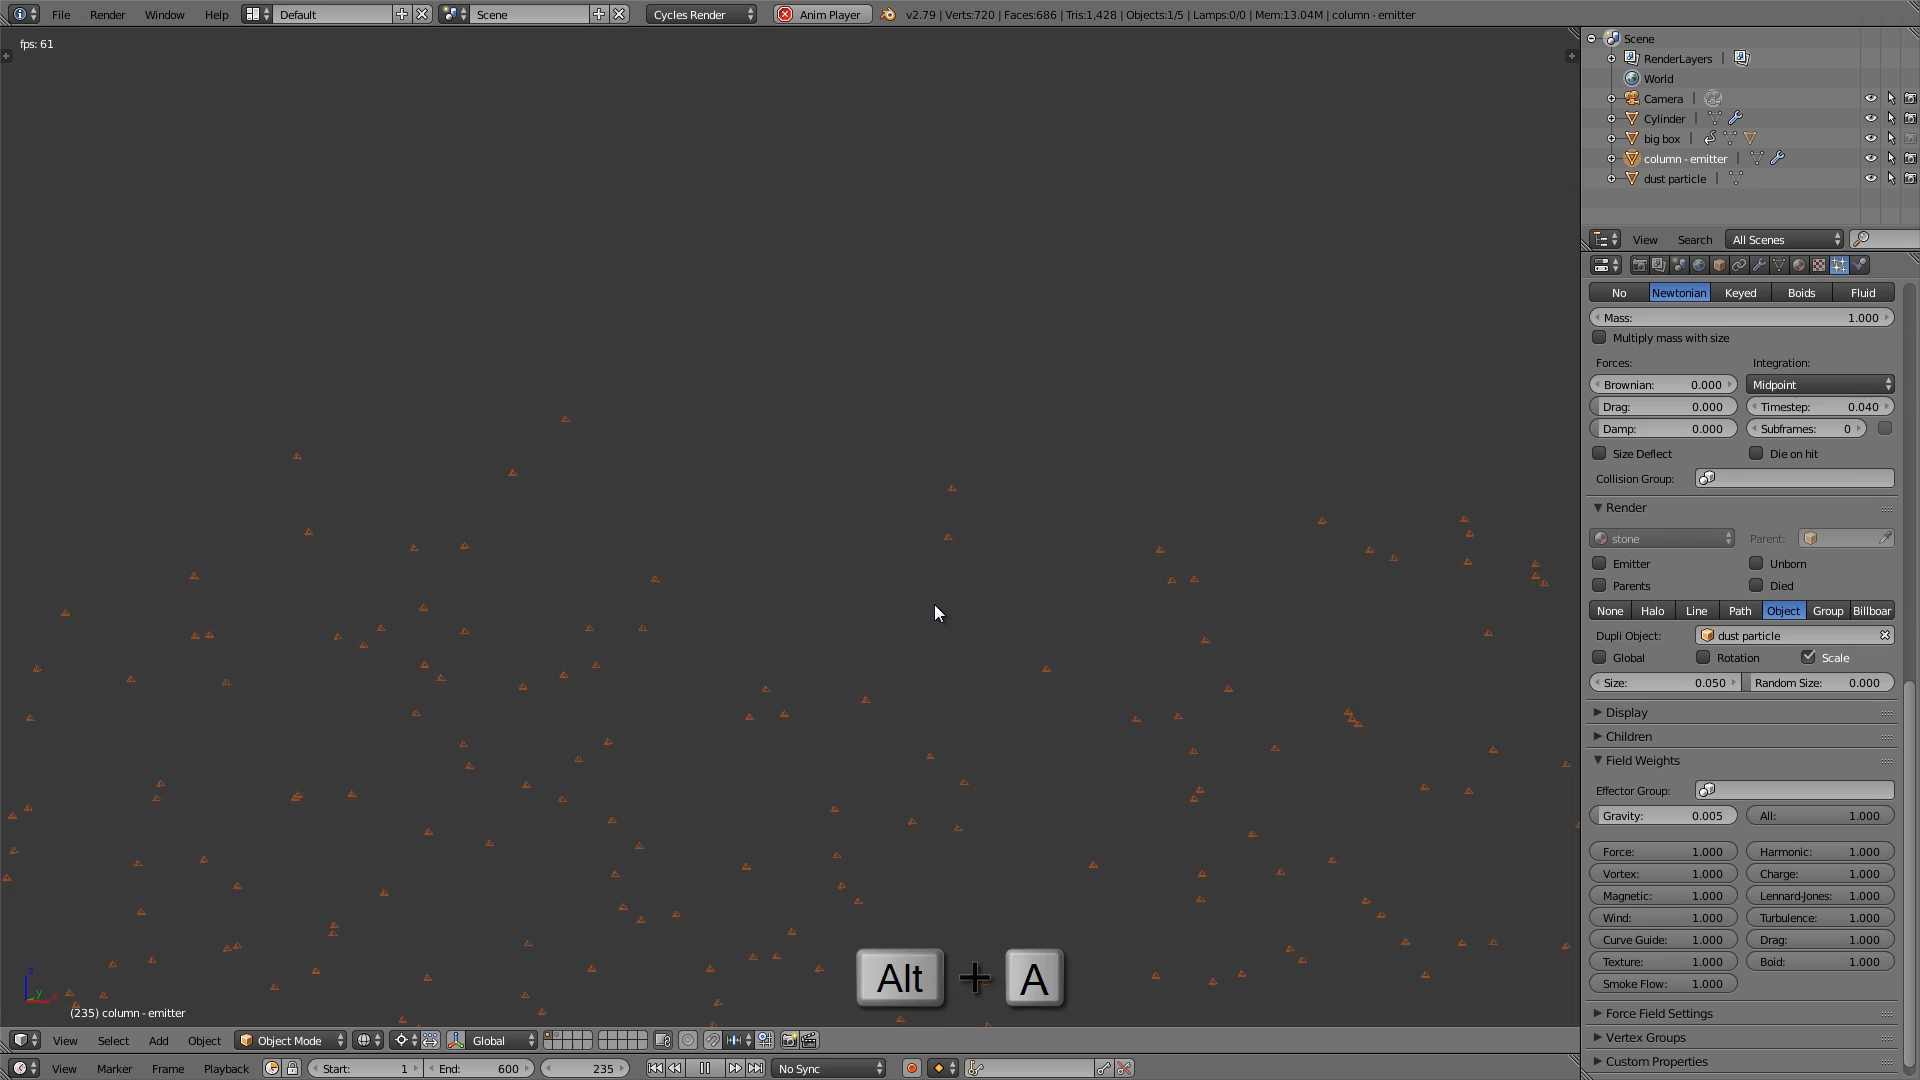 File Render Window Help Default Scene Cycles Render Anim Player v2.79 | Verts:720 | Faces:686 | Tris:1,428 | Objects:1/5 | Lamps:0/0 | Mem:13.04M | column - emitter
fps: 61
Scene
RenderLayers |
World
Camera |
Cylinder |
big box |
column - emitter |
dust particle |
View Search All Scenes
No Newtonian Keyed Boids Fluid
Mass: 1.000
Multiply mass with size
Forces: Integration:
Brownian: 0.000 Midpoint
Drag: 0.000 Timestep: 0.040
Damp: 0.000 Subframes: 0
Size Deflect Die on hit
Collision Group:
Render
stone Parent:
Emitter Unborn
Parents Died
None Halo Line Path Object Group Billboar
Dupli Object: dust particle
Global Rotation Scale
Size: 0.050 Random Size: 0.000
Display
Children
Field Weights
Effector Group:
Gravity: 0.005 All: 1.000
Force: 1.000 Harmonic: 1.000
Vortex: 1.000 Charge: 1.000
Magnetic: 1.000 Lennard-Jones: 1.000
Wind: 1.000 Turbulence: 1.000
Curve Guide: 1.000 Drag: 1.000
Texture: 1.000 Boid: 1.000
Smoke Flow: 1.000
Force Field Settings
Vertex Groups
Custom Properties
Alt + A
z
y
(235) column - emitter
View Select Add Object Object Mode Global
View Marker Frame Playback Start: 1 End: 600 235 No Sync